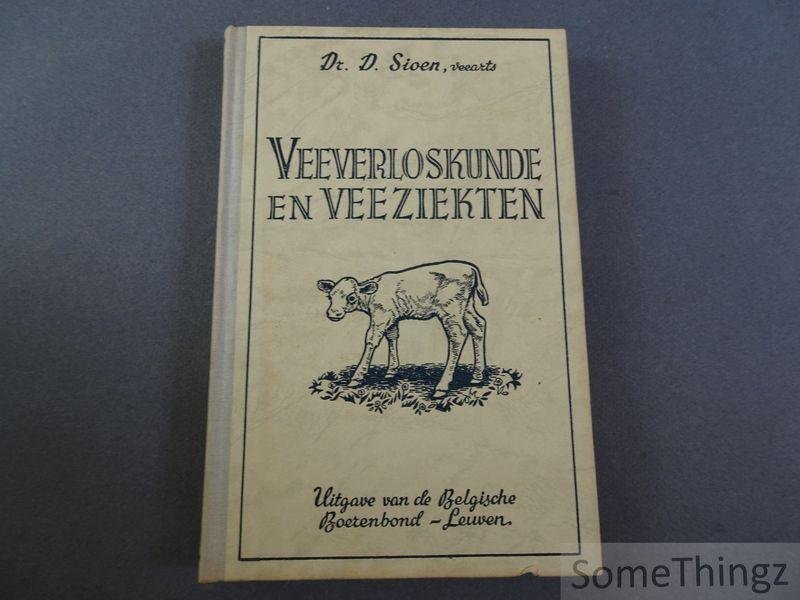 Dr. D. Sioen, veearts
VEEVERLOSKUNDE
EN VEEZIEKTEN
Uitgave van de Belgische
Boerenbond - Leuven.
SomeThingz